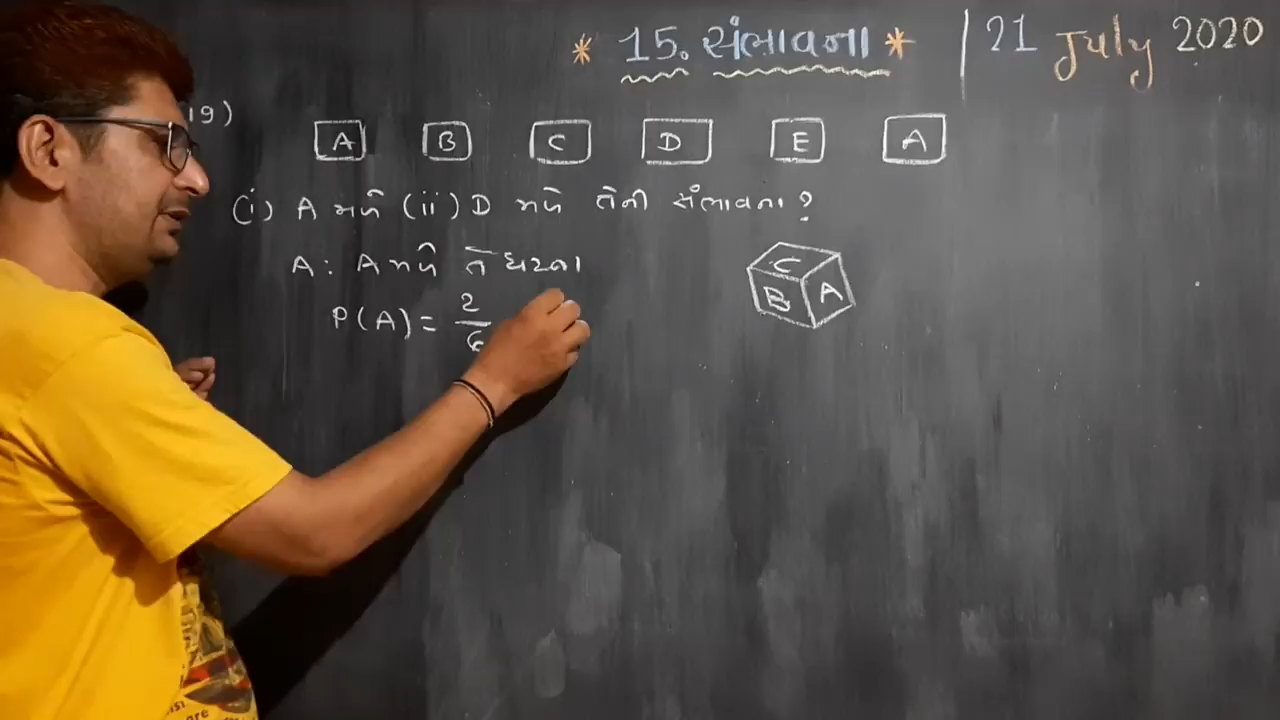 * 15. સંભાવના * | 21 July 2020
19)
A B C D E A
(i) A મળે (ii) D મળે તેની સંભાવના ?
A : A મળે તે ઘટના
C
B A
P(A) = 2/6